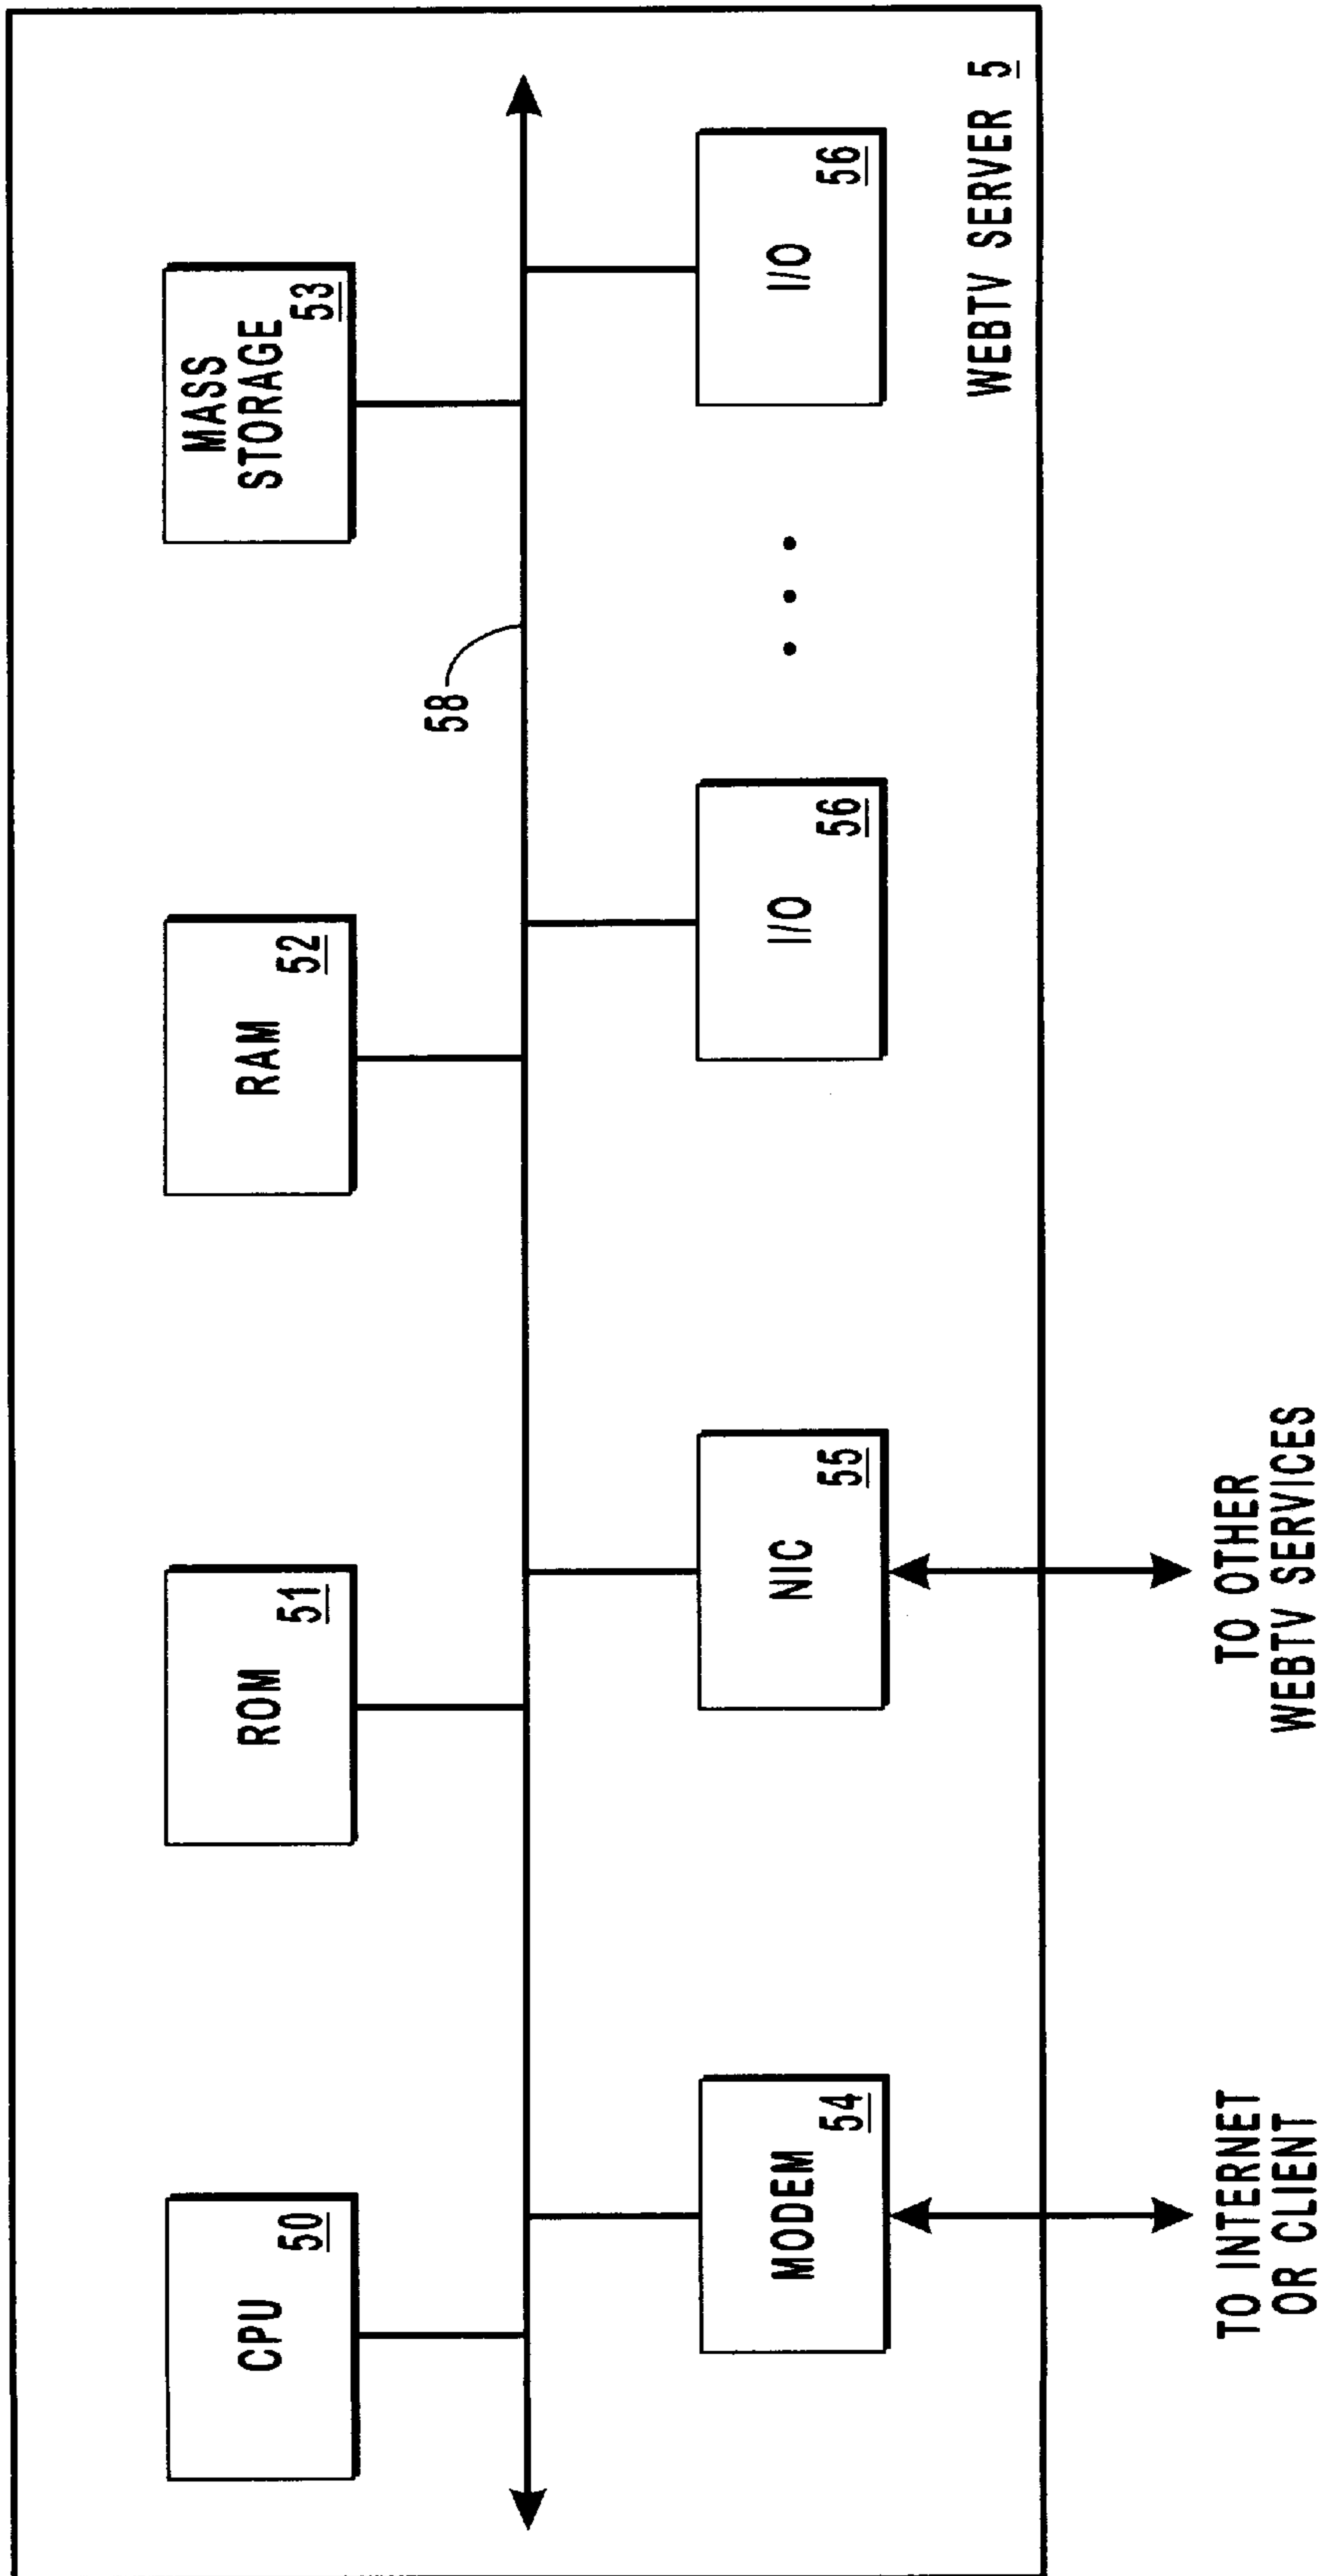 CPU
50
ROM
51
RAM
52
MASS
STORAGE
53
58
MODEM
54
NIC
55
I/O
56
I/O
56
WEBTV SERVER 5
TO INTERNET
OR CLIENT
TO OTHER
WEBTV SERVICES